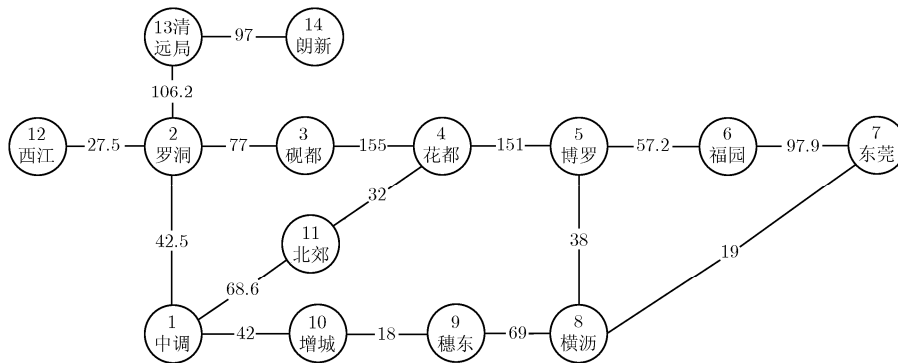 13清
远局
97
14
朗新
106.2
12
西江
27.5
2
罗洞
77
3
砚都
155
4
花都
151
5
博罗
57.2
6
福园
97.9
7
东莞
32
42.5
11
北郊
38
19
68.6
1
中调
42
10
增城
18
9
穗东
69
8
横沥